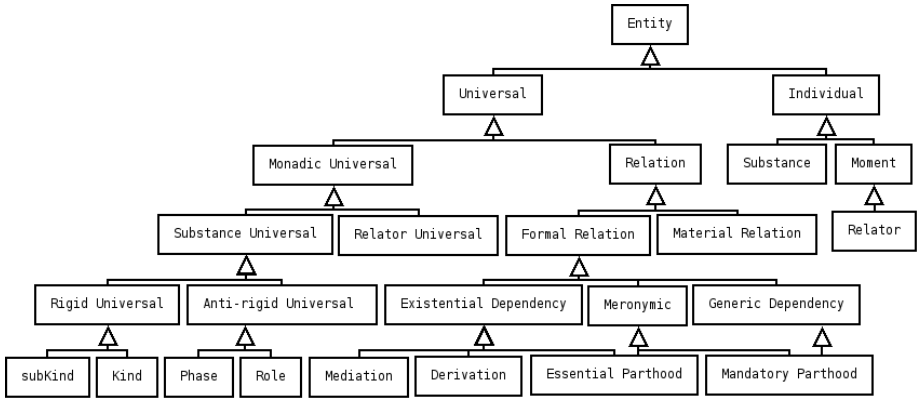 Entity
Universal
Individual
Monadic Universal
Relation
Substance
Moment
Substance Universal
Relator Universal
Formal Relation
Material Relation
Relator
Rigid Universal
Anti-rigid Universal
Existential Dependency
Meronymic
Generic Dependency
subKind
Kind
Phase
Role
Mediation
Derivation
Essential Parthood
Mandatory Parthood